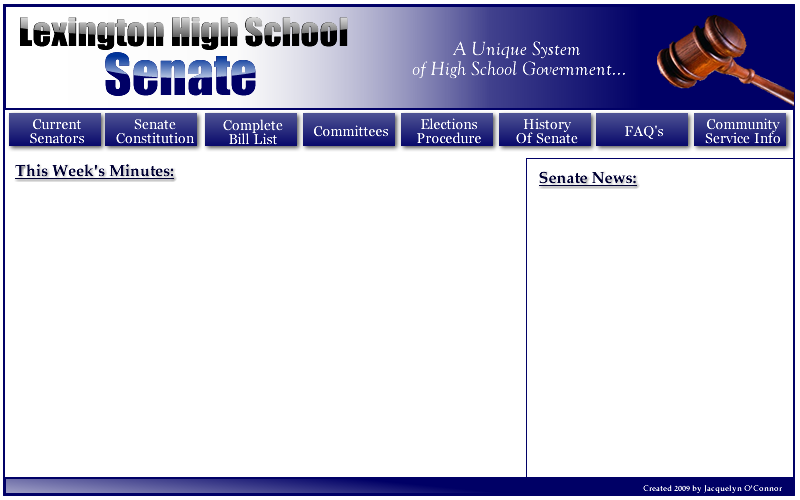 Lexington High School
Senate
A Unique System
of High School Government...
Current
Senators
Senate
Constitution
Complete
Bill List
Committees
Elections
Procedure
History
Of Senate
FAQ's
Community
Service Info
This Week's Minutes:
Senate News:
Created 2009 by Jacquelyn O'Connor